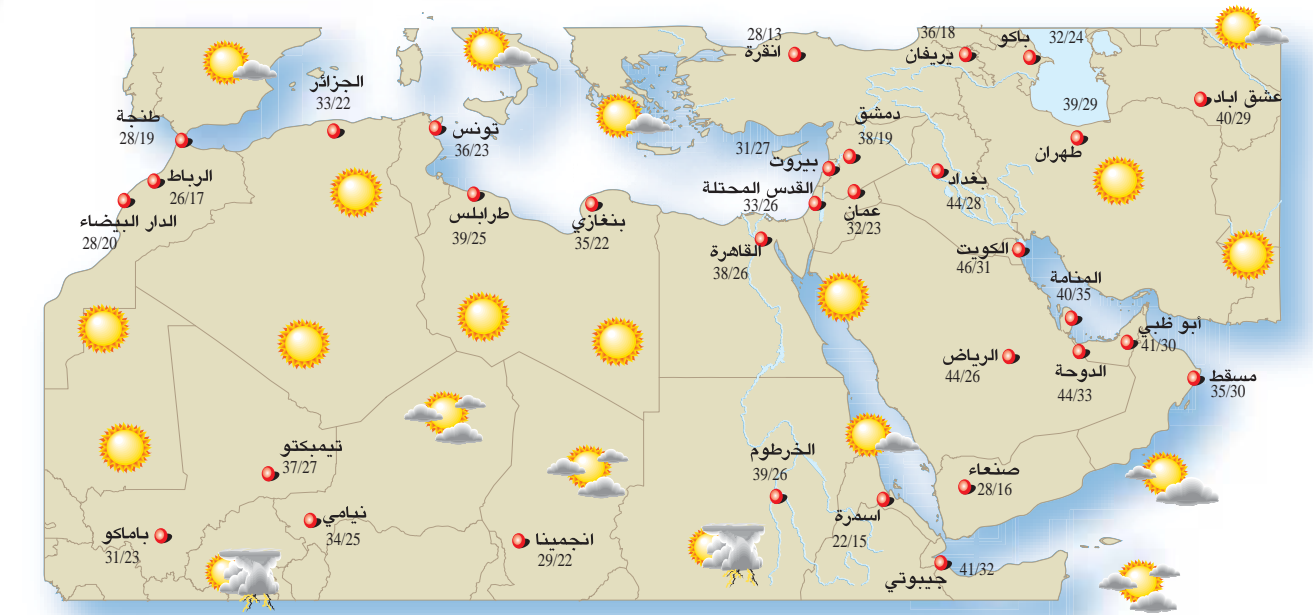 28/13
انقرة
36/18
يريفان
باكو
32/24
عشق اباد
40/29
39/29
طهران
الجزائر
33/22
طنجة
28/19
تونس
36/23
الرباط
26/17
الدار البيضاء
28/20
طرابلس
39/25
بنغازي
35/22
دمشق
38/19
31/27
بيروت
القدس المحتلة
33/26
عمان
32/23
بغداد
44/28
القاهرة
38/26
الكويت
46/31
المنامة
40/35
أبو ظبي
41/30
الرياض
44/26
الدوحة
44/33
مسقط
35/30
تيمبكتو
37/27
الخرطوم
39/26
صنعاء
28/16
باماكو
31/23
نيامي
34/25
انجمينا
29/22
اسمرة
22/15
جيبوتي
41/32